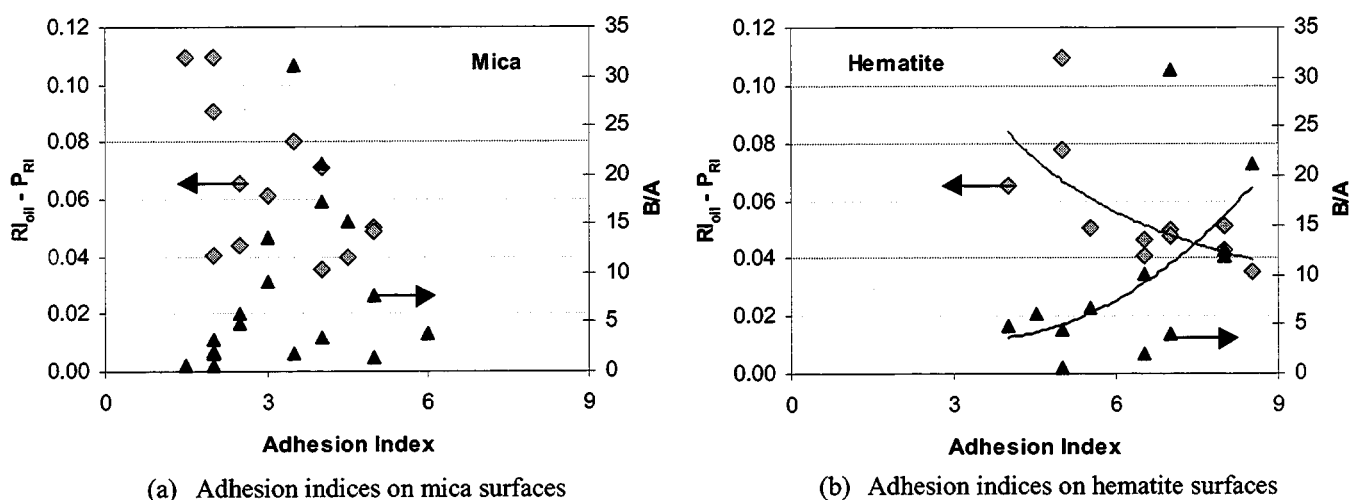 0.12
0.10
0.08
0.06
0.04
0.02
0.00
RI_oil - P_RI
Mica
35
30
25
20
15
10
5
0
B/A
0 3 6 9
Adhesion Index
(a) Adhesion indices on mica surfaces
0.12
0.10
0.08
0.06
0.04
0.02
0.00
RI_oil - P_RI
Hematite
35
30
25
20
15
10
5
0
B/A
0 3 6 9
Adhesion Index
(b) Adhesion indices on hematite surfaces